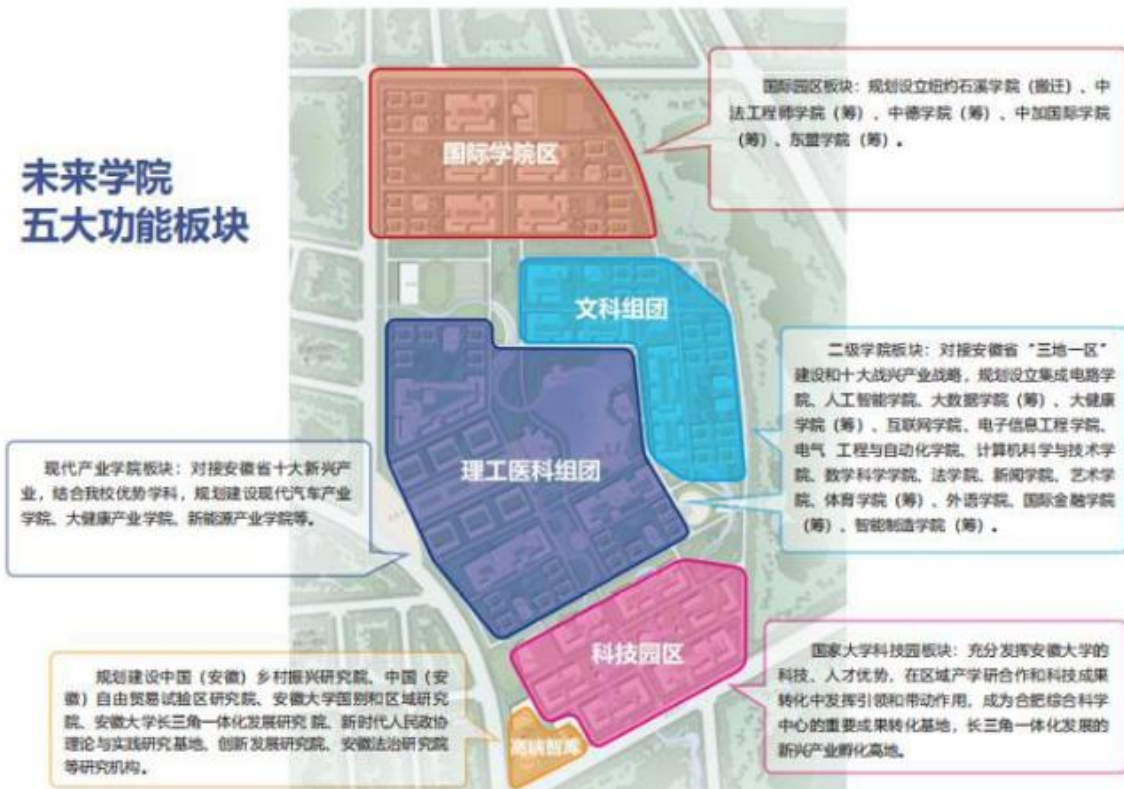 未来学院
五大功能板块
国际学院区
国际园区板块：规划设立纽约石溪学院（搬迁）、中
法工程师学院（筹）、中德学院（筹）、中加国际学院
（筹）、东盟学院（筹）。
文科组团
二级学院板块：对接安徽省“三地一区”
建设和十大战兴产业战略，规划设立集成电路学
院、人工智能学院、大数据学院（筹）、大健康
学院（筹）、互联网学院、电子信息工程学院、
电气 工程与自动化学院、计算机科学与技术学
院、数学科学学院、法学院、新闻学院、艺术学
院、体育学院（筹）、外语学院、国际金融学院
（筹）、智能制造学院（筹）。
理工医科组团
现代产业学院板块：对接安徽省十大新兴产
业，结合我校优势学科，规划建设现代汽车产业
学院、大健康产业学院、新能源产业学院等。
科技园区
国家大学科技园板块：充分发挥安徽大学的
科技、人才优势，在区域产学研合作和科技成果
转化中发挥引领和带动作用，成为合肥综合科学
中心的重要成果转化基地，长三角一体化发展的
新兴产业孵化高地。
高端智库
规划建设中国（安徽）乡村振兴研究院、中国（安
徽）自由贸易试验区研究院、安徽大学国别和区域研究
院、安徽大学长三角一体化发展研究 院、新时代人民政协
理论与实践研究基地、创新发展研究院、安徽法治研究院
等研究机构。